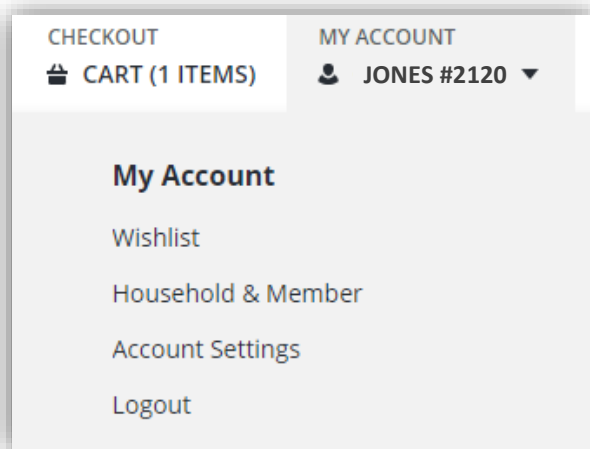 CHECKOUT
CART (1 ITEMS)
MY ACCOUNT
JONES #2120
My Account
Wishlist
Household & Member
Account Settings
Logout